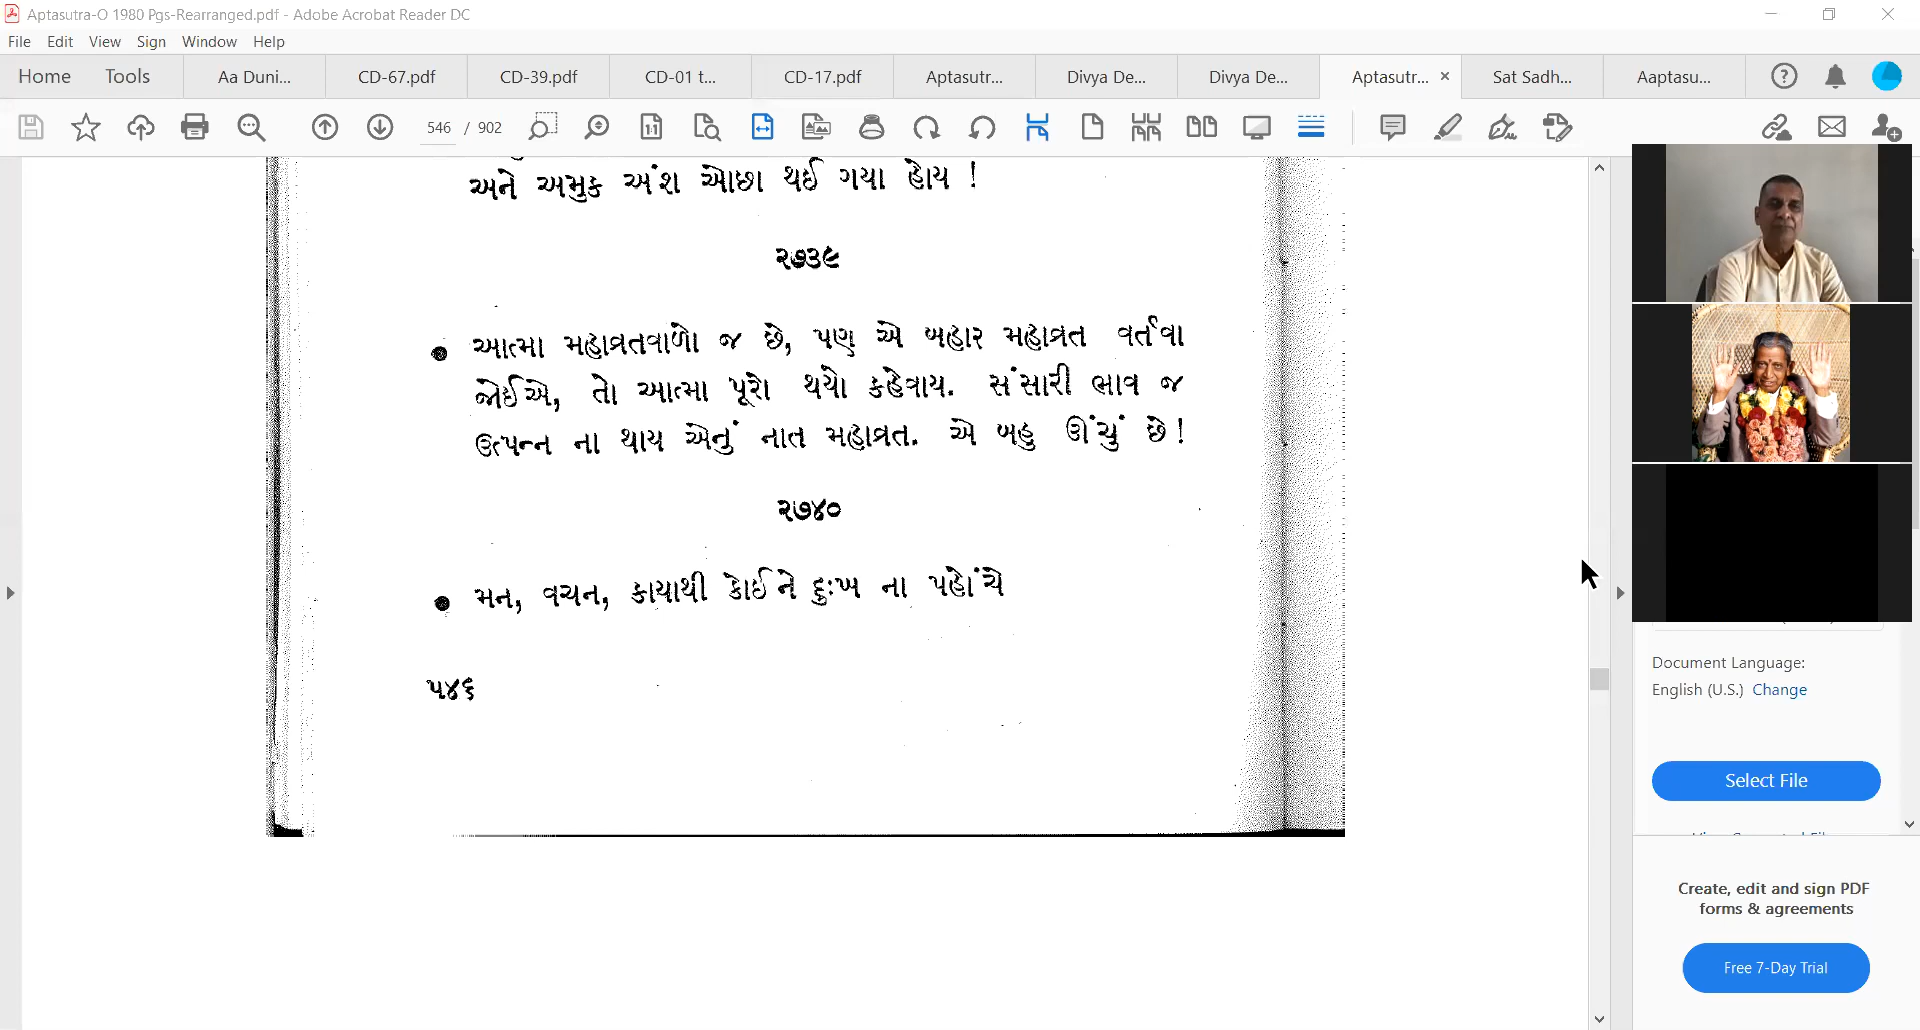 Aptasutra-O 1980 Pgs-Rearranged.pdf - Adobe Acrobat Reader DC
File Edit View Sign Window Help
Home Tools Aa Duni... CD-67.pdf CD-39.pdf CD-01 t... CD-17.pdf Aptasutr... Divya De... Divya De... Aptasutr... × Sat Sadh... Aaptasu...
546 / 902
અને અમુક અંશ ઓછા થઈ ગયા હોય !
૨૭૩૯
આત્મા મહાવ્રતવાળો જ છે, પણ એ બહાર મહાવ્રત વર્તવા
જોઈએ, તો આત્મા પૂરો થયો કહેવાય. સંસારી ભાવ જ
ઉત્પન્ન ના થાય એનું નાત મહાવ્રત. એ બહુ ઊંચું છે !
૨૭૪૦
મન, વચન, કાયાથી કોઈને દુઃખ ના પહોંચે
૫૪૬
Document Language:
English (U.S.) Change
Select File
Create, edit and sign PDF
forms & agreements
Free 7-Day Trial